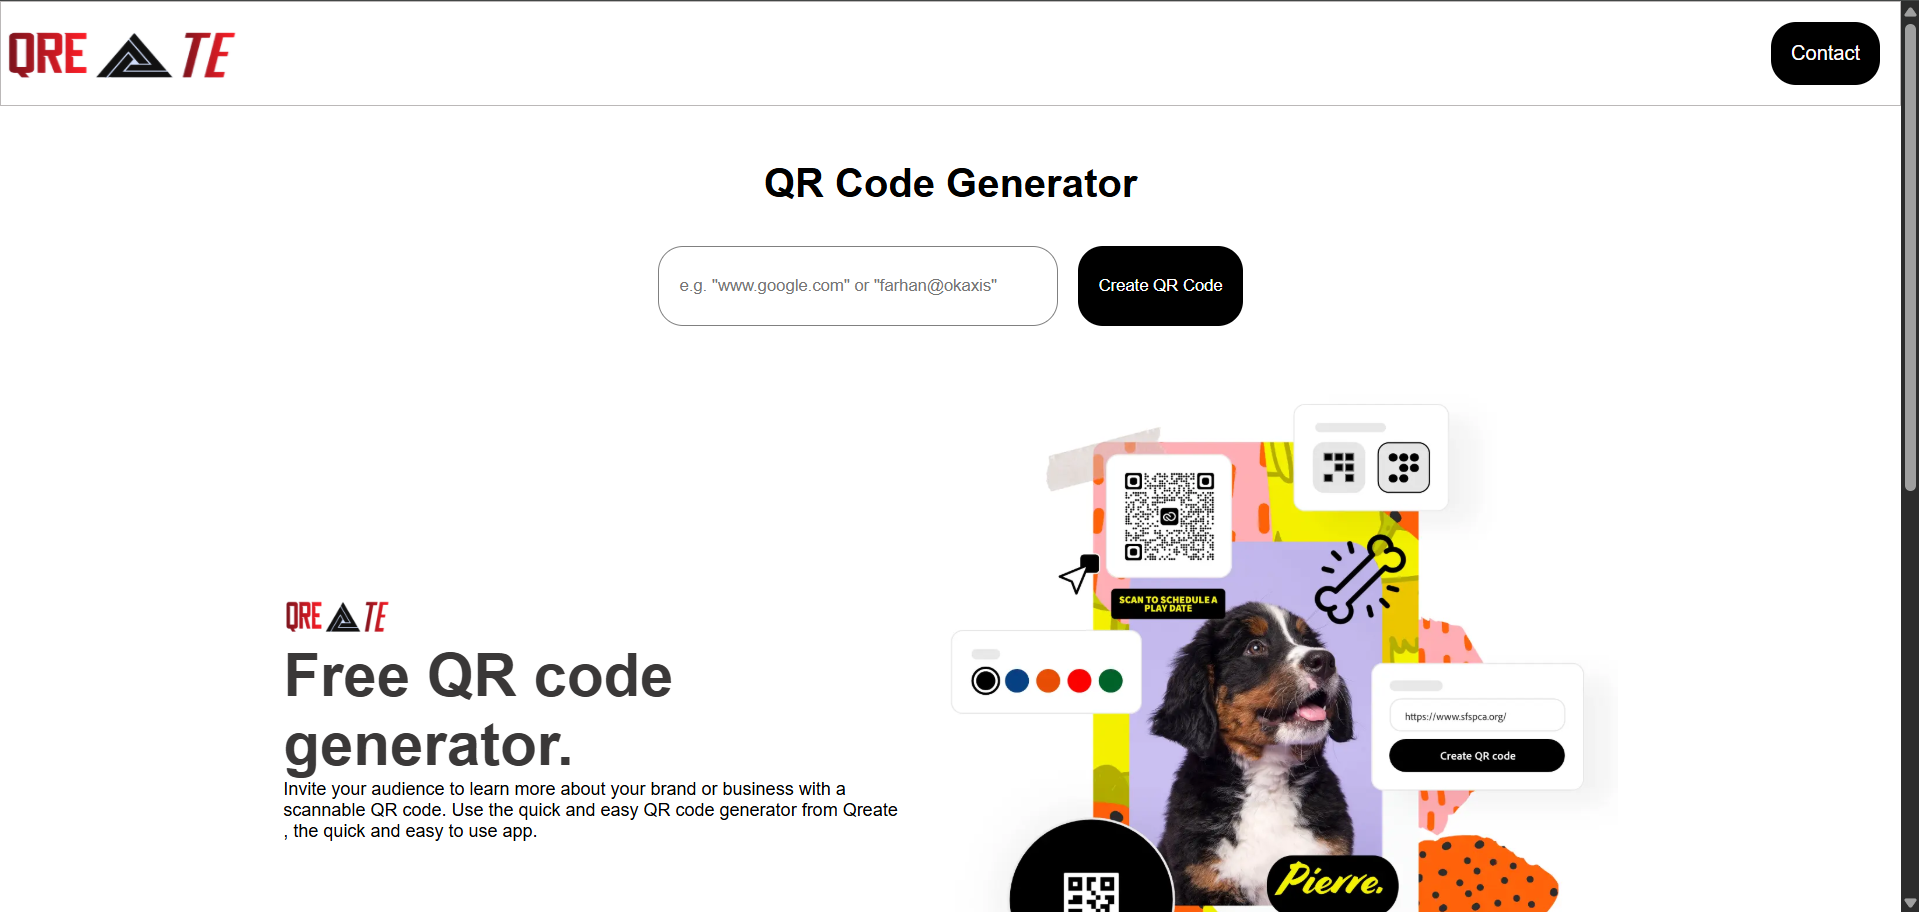 QRE TE
Contact
QR Code Generator
e.g. "www.google.com" or "farhan@okaxis"
Create QR Code
SCAN TO SCHEDULE A
PLAY DATE
QRE TE
Free QR code
generator.
Invite your audience to learn more about your brand or business with a
scannable QR code. Use the quick and easy QR code generator from Qreate
, the quick and easy to use app.
https://www.sfspca.org/
Create QR code
Pierre.